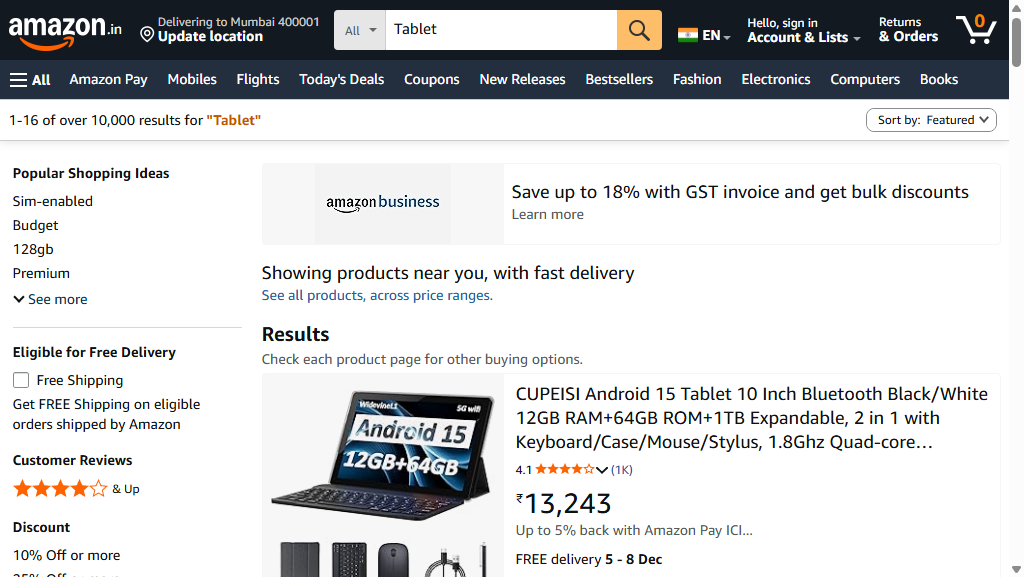 amazon.in
Delivering to Mumbai 400001
Update location
All
Tablet
EN
Hello, sign in
Account & Lists
Returns
& Orders
0
All
Amazon Pay
Mobiles
Flights
Today's Deals
Coupons
New Releases
Bestsellers
Fashion
Electronics
Computers
Books
1-16 of over 10,000 results for "Tablet"
Sort by: Featured
Popular Shopping Ideas
Sim-enabled
Budget
128gb
Premium
See more
Eligible for Free Delivery
Free Shipping
Get FREE Shipping on eligible
orders shipped by Amazon
Customer Reviews
& Up
Discount
10% Off or more
25% Off or more
amazon business
Save up to 18% with GST invoice and get bulk discounts
Learn more
Showing products near you, with fast delivery
See all products, across price ranges.
Results
Check each product page for other buying options.
WidevineL1
5G wifi
Android 15
12GB+64GB
CUPEISI Android 15 Tablet 10 Inch Bluetooth Black/White
12GB RAM+64GB ROM+1TB Expandable, 2 in 1 with
Keyboard/Case/Mouse/Stylus, 1.8Ghz Quad-core…
4.1 (1K)
₹13,243
Up to 5% back with Amazon Pay ICI…
FREE delivery 5 - 8 Dec